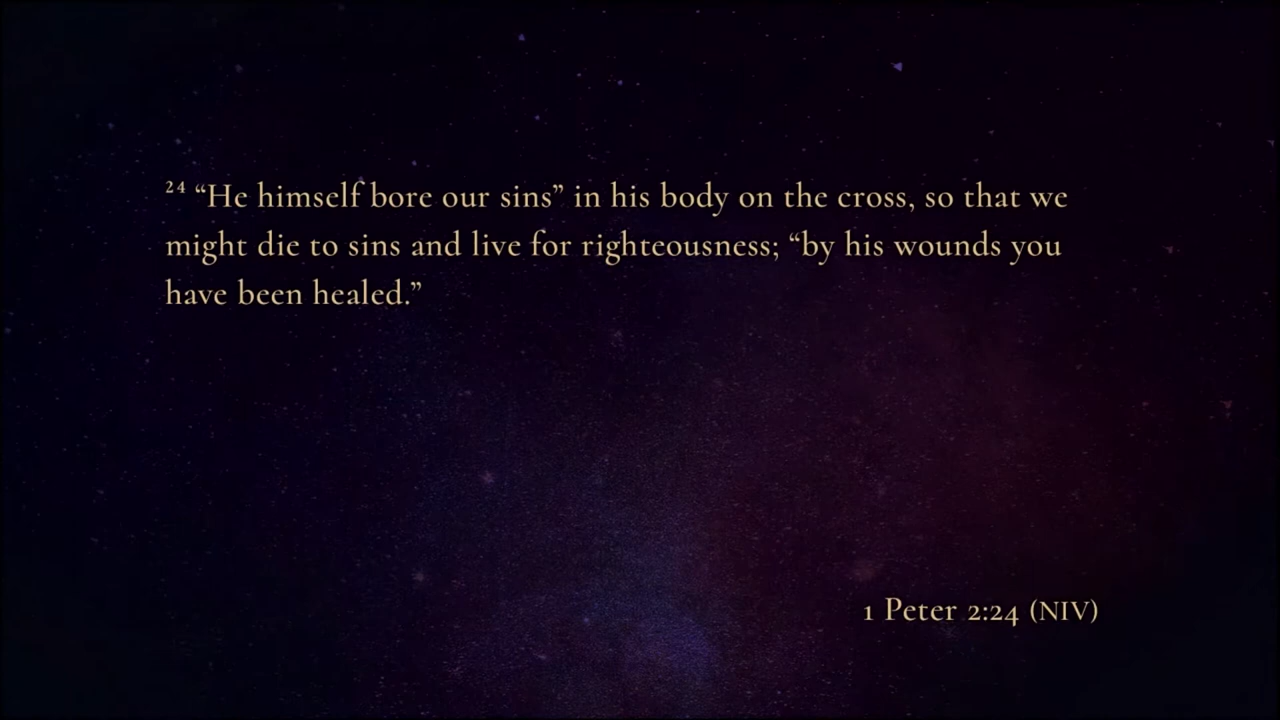 24 “He himself bore our sins” in his body on the cross, so that we
might die to sins and live for righteousness; “by his wounds you
have been healed.”
1 Peter 2:24 (NIV)